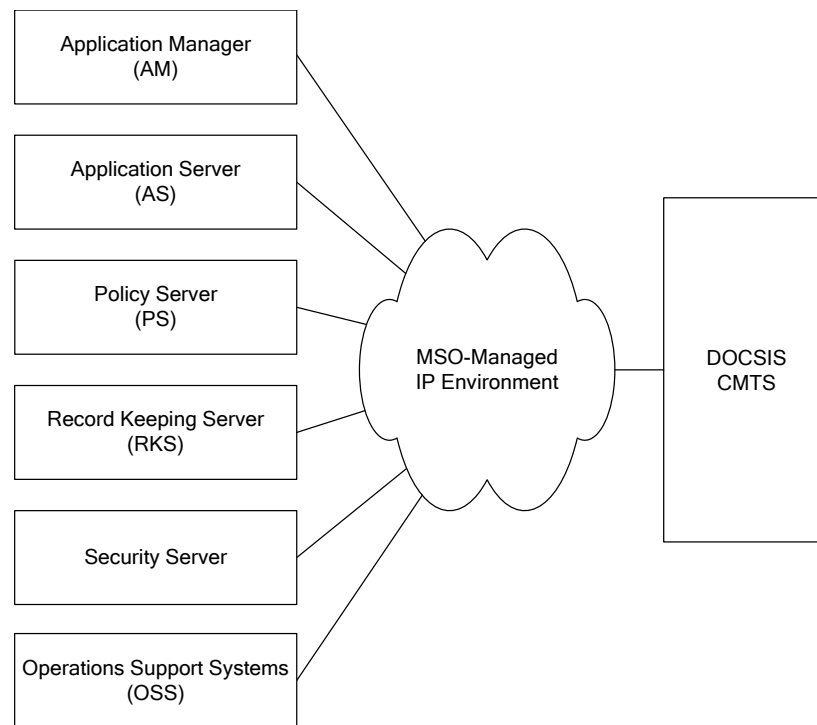 Application Manager
(AM)
Application Server
(AS)
Policy Server
(PS)
Record Keeping Server
(RKS)
Security Server
Operations Support Systems
(OSS)
MSO-Managed
IP Environment
DOCSIS
CMTS